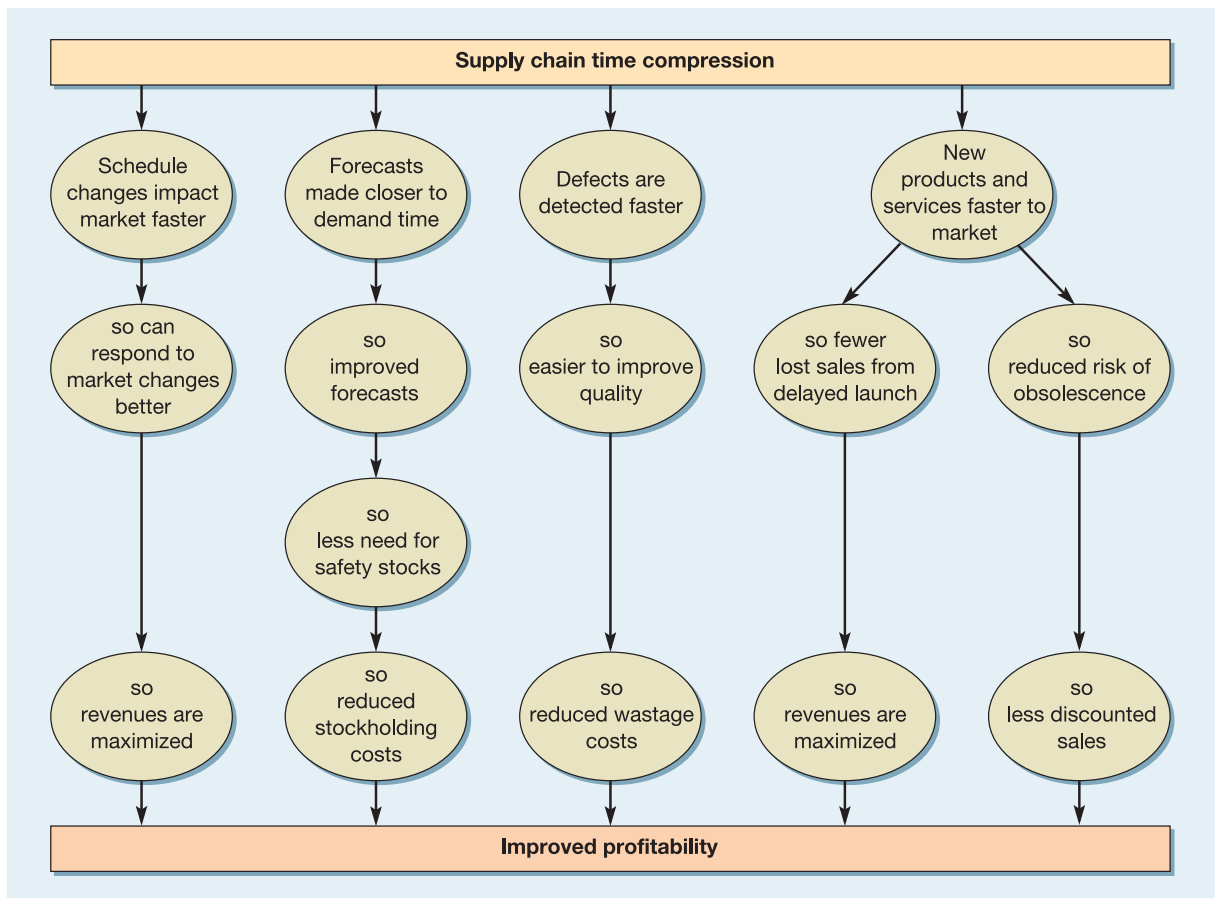 Supply chain time compression
Schedule
changes impact
market faster
Forecasts
made closer to
demand time
Defects are
detected faster
New
products and
services faster to
market
so can
respond to
market changes
better
so
improved
forecasts
so
easier to improve
quality
so fewer
lost sales from
delayed launch
so
reduced risk of
obsolescence
so
less need for
safety stocks
so
revenues are
maximized
so
reduced
stockholding
costs
so
reduced wastage
costs
so
revenues are
maximized
so
less discounted
sales
Improved profitability